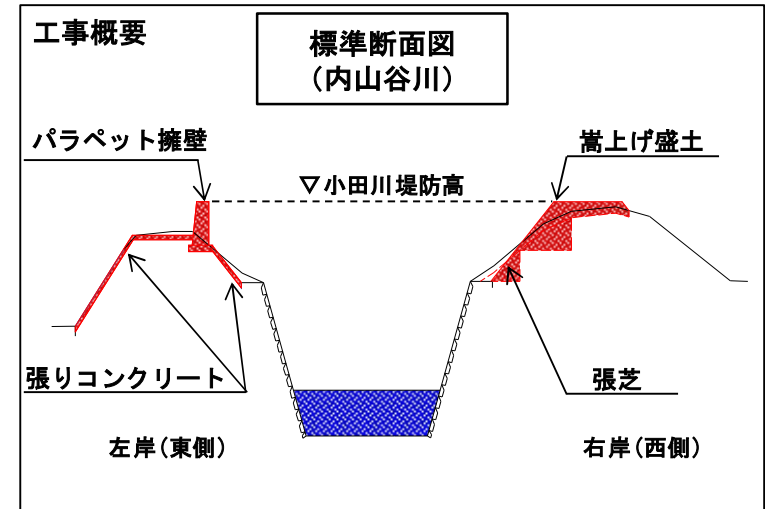 工事概要
標準断面図
(内山谷川)
パラペット擁壁
嵩上げ盛土
▽小田川堤防高
張りコンクリート
張芝
左岸(東側)
右岸(西側)